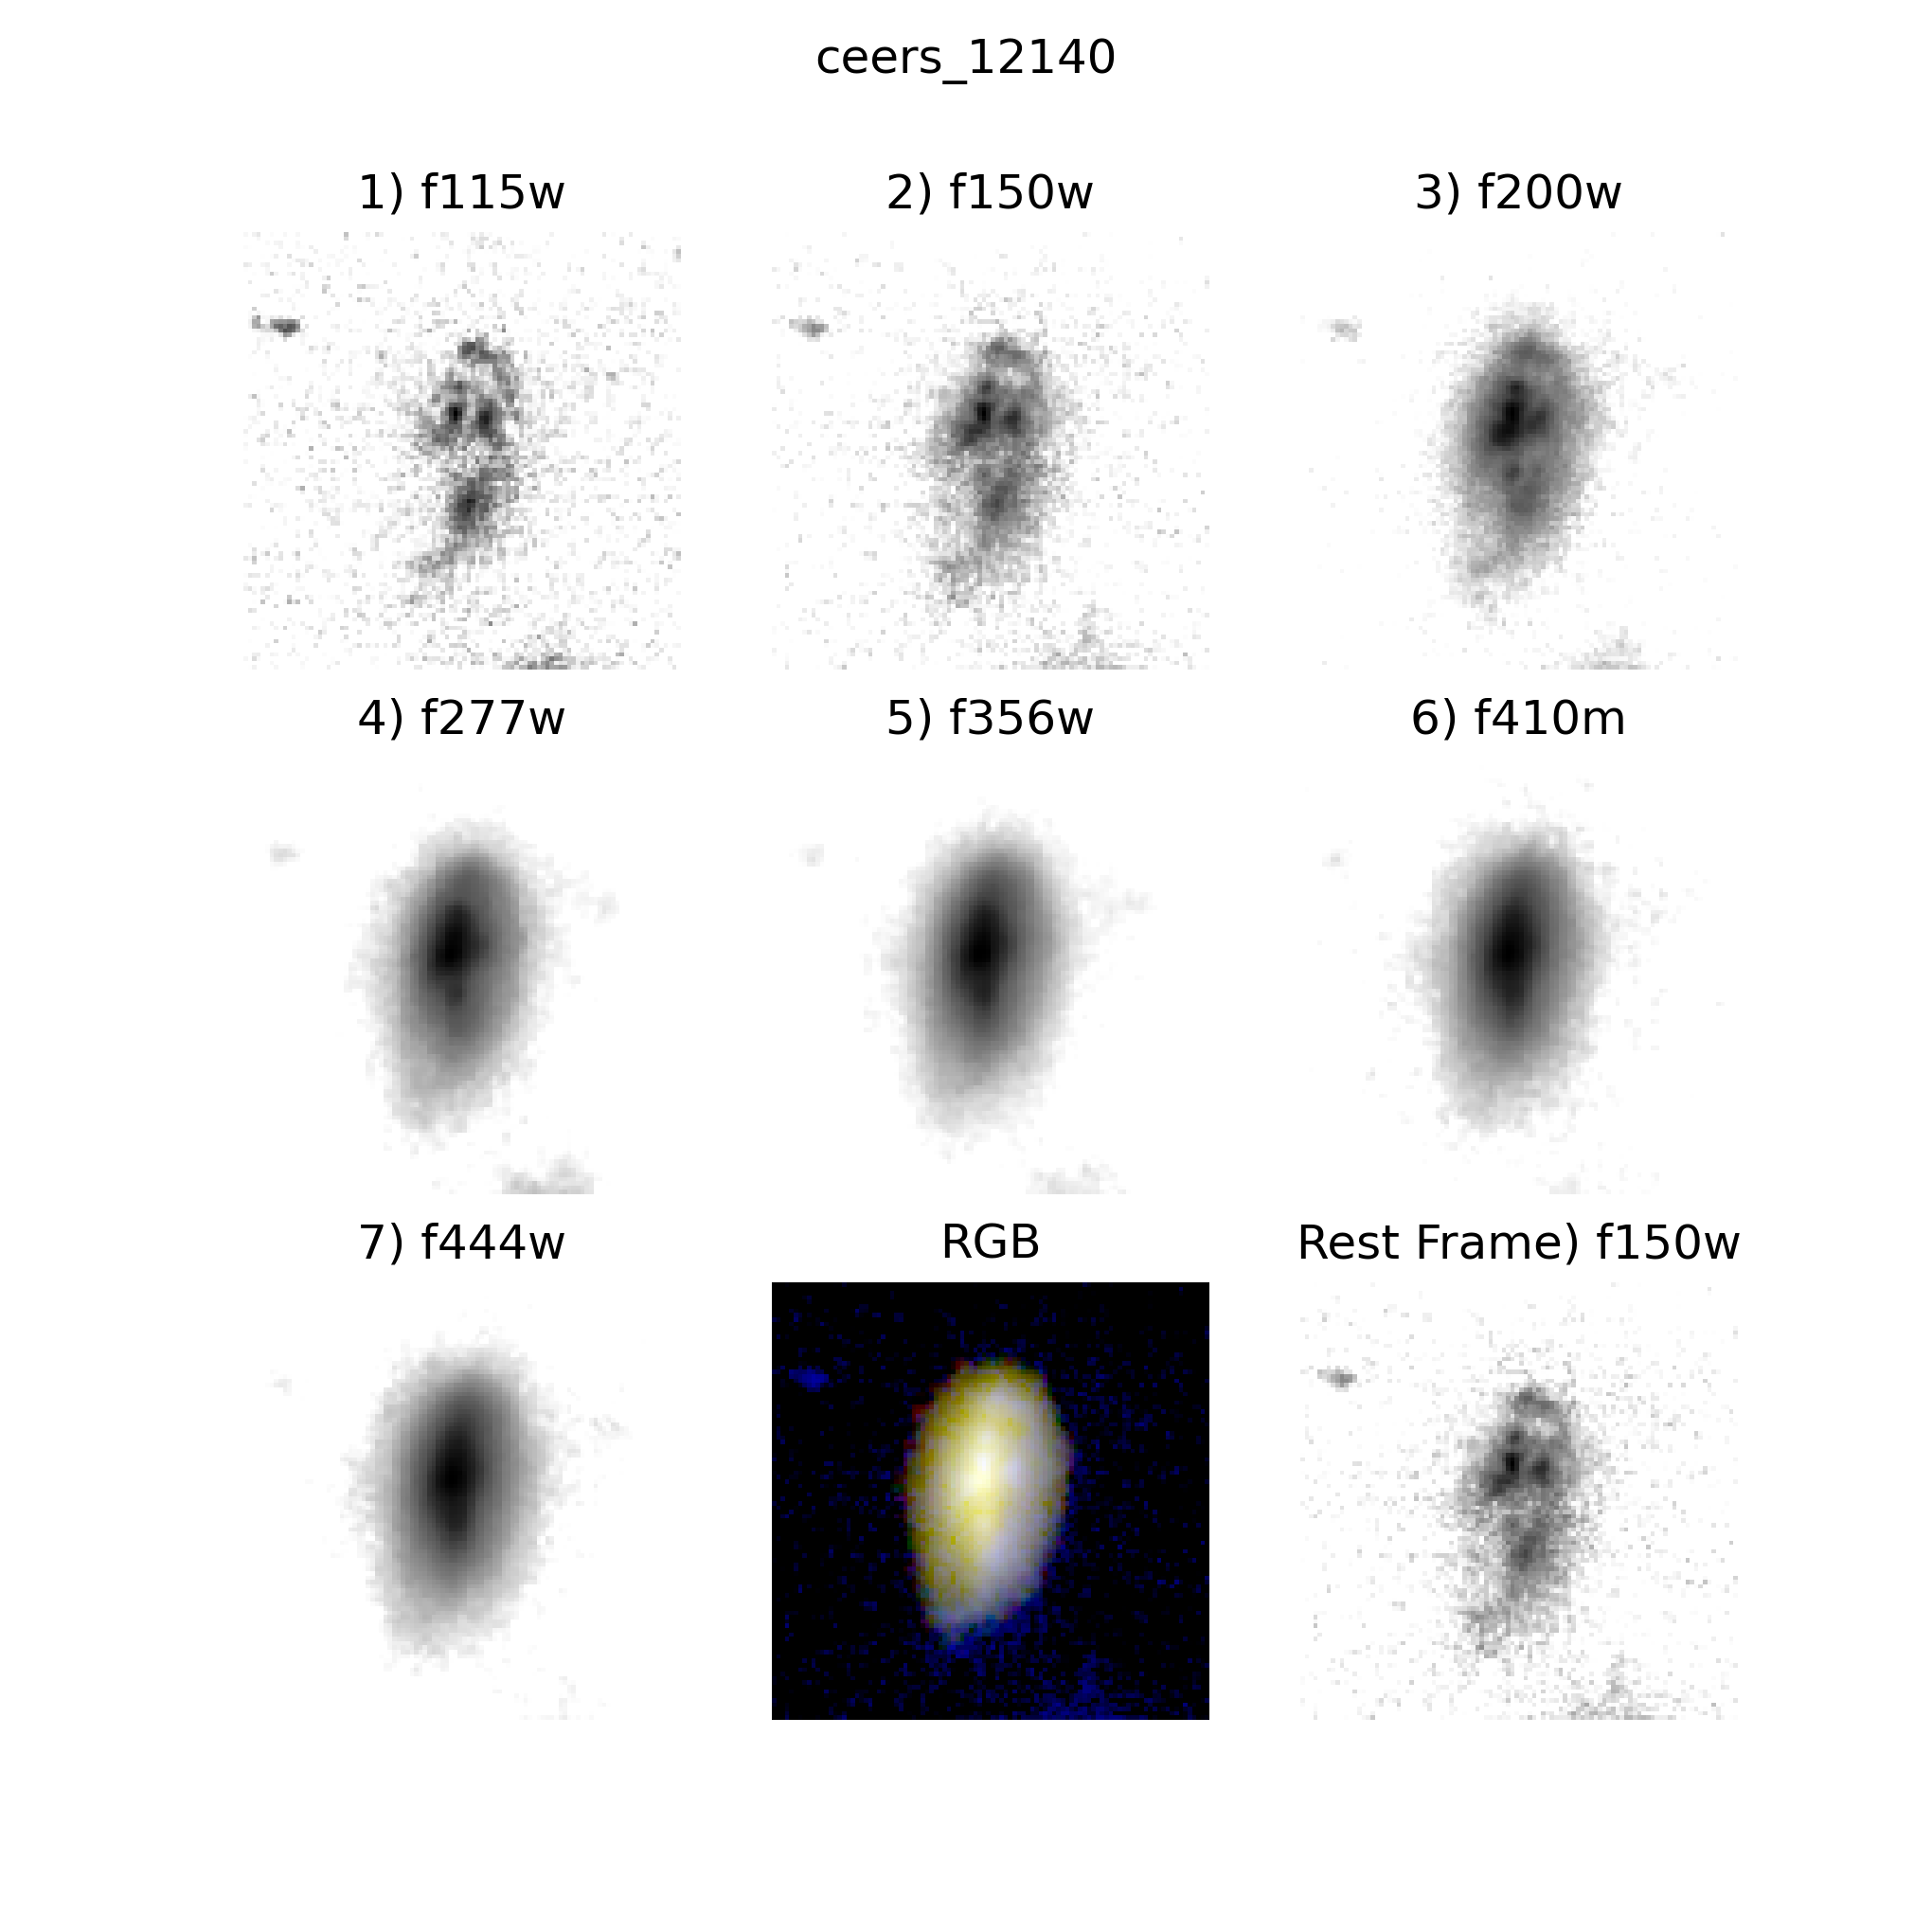 ceers_12140
1) f115w
2) f150w
3) f200w
4) f277w
5) f356w
6) f410m
7) f444w
RGB
Rest Frame) f150w